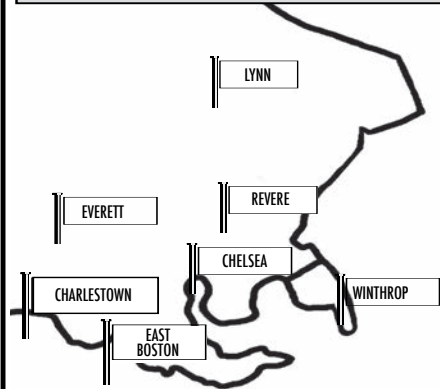 LYNN
REVERE
EVERETT
CHELSEA
CHARLESTOWN
WINTHROP
EAST
BOSTON